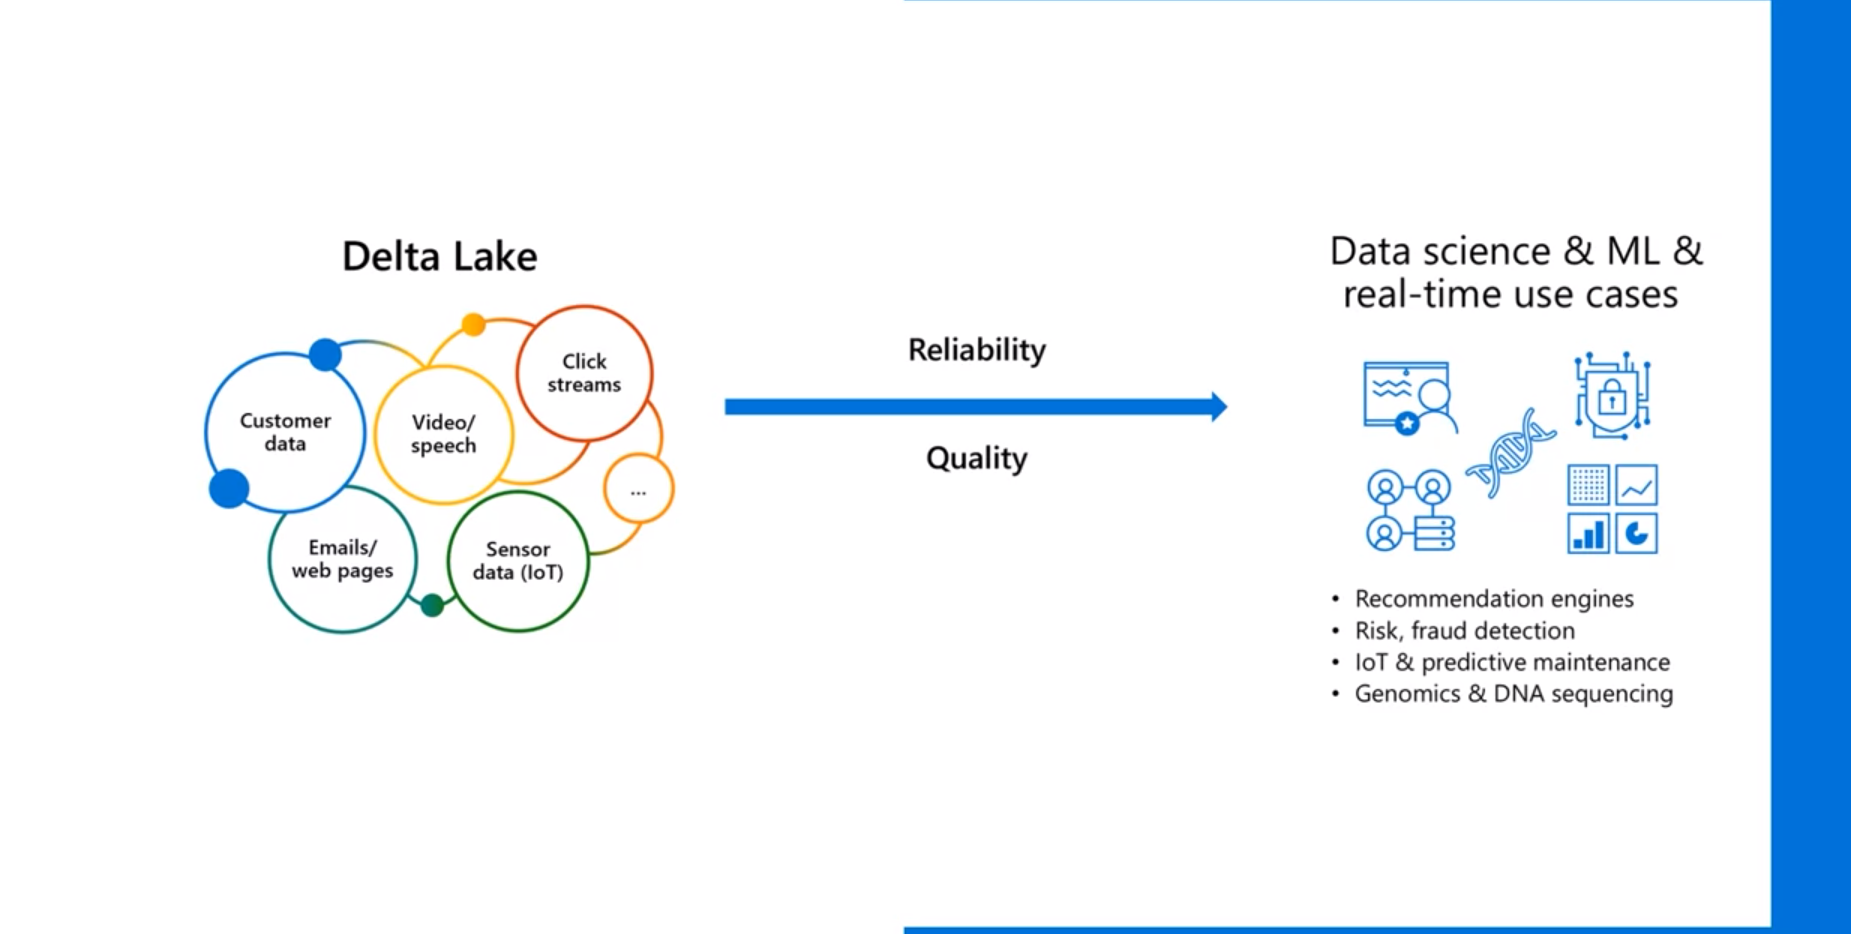 Delta Lake
Customer
data
Video/
speech
Click
streams
...
Emails/
web pages
Sensor
data (IoT)
Reliability
Quality
Data science & ML &
real-time use cases
• Recommendation engines
• Risk, fraud detection
• IoT & predictive maintenance
• Genomics & DNA sequencing